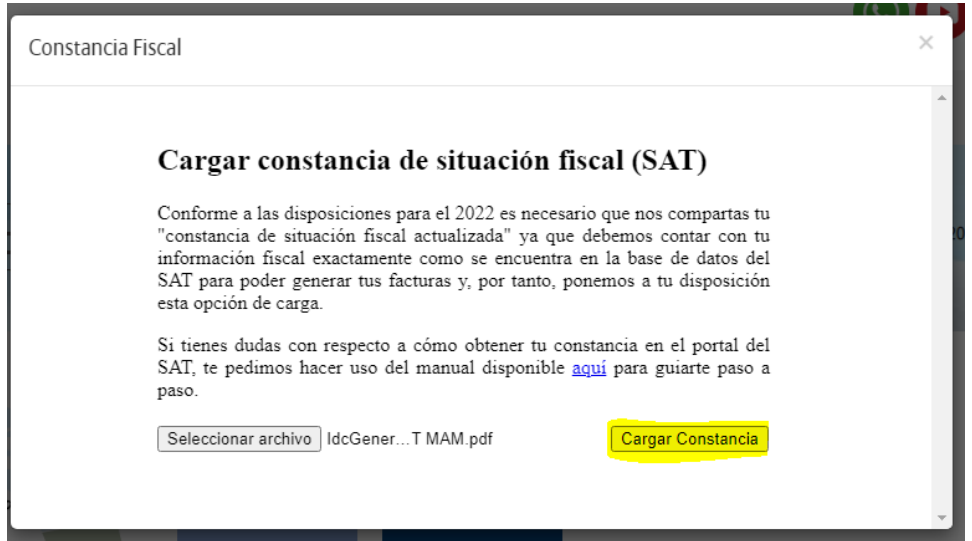 Constancia Fiscal
×
Cargar constancia de situación fiscal (SAT)
Conforme a las disposiciones para el 2022 es necesario que nos compartas tu
"constancia de situación fiscal actualizada" ya que debemos contar con tu
información fiscal exactamente como se encuentra en la base de datos del
SAT para poder generar tus facturas y, por tanto, ponemos a tu disposición
esta opción de carga.
Si tienes dudas con respecto a cómo obtener tu constancia en el portal del
SAT, te pedimos hacer uso del manual disponible aquí para guiarte paso a
paso.
Seleccionar archivo IdcGener...T MAM.pdf Cargar Constancia